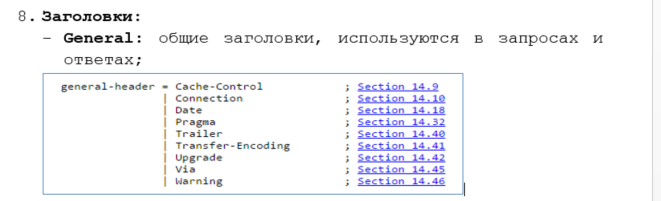 8. Заголовки:
– General: общие заголовки, используются в запросах и
ответах;
general-header = Cache-Control ; Section 14.9
| Connection ; Section 14.10
| Date ; Section 14.18
| Pragma ; Section 14.32
| Trailer ; Section 14.40
| Transfer-Encoding ; Section 14.41
| Upgrade ; Section 14.42
| Via ; Section 14.45
| Warning ; Section 14.46